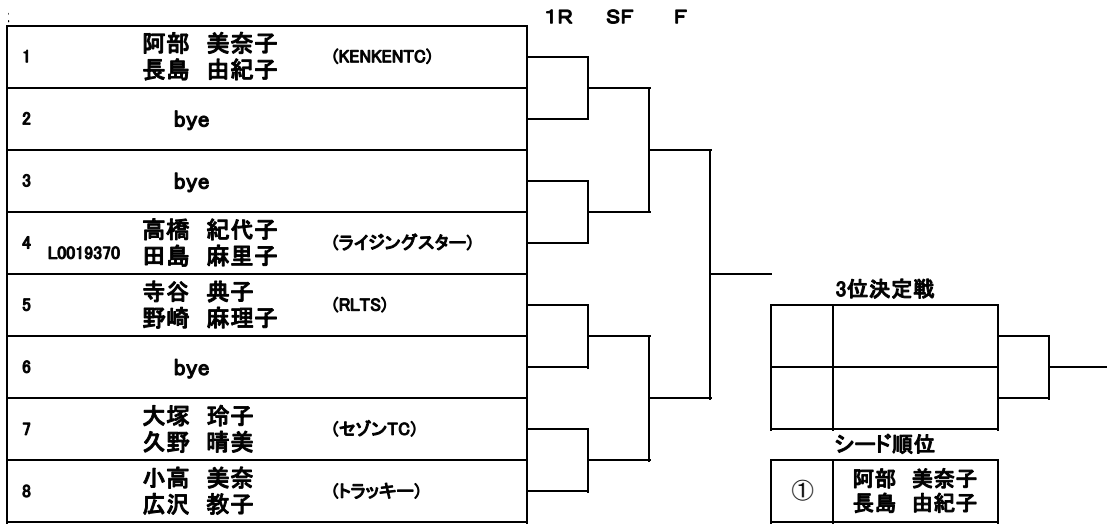 1R SF F
1 阿部 美奈子 (KENKENTC)
長島 由紀子
2 bye
3 bye
4 L0019370 高橋 紀代子 (ライジングスター)
田島 麻里子
5 寺谷 典子 (RLTS)
野崎 麻理子
6 bye
7 大塚 玲子 (セゾンTC)
久野 晴美
8 小高 美奈 (トラッキー)
広沢 教子
3位決定戦
シード順位
① 阿部 美奈子
長島 由紀子